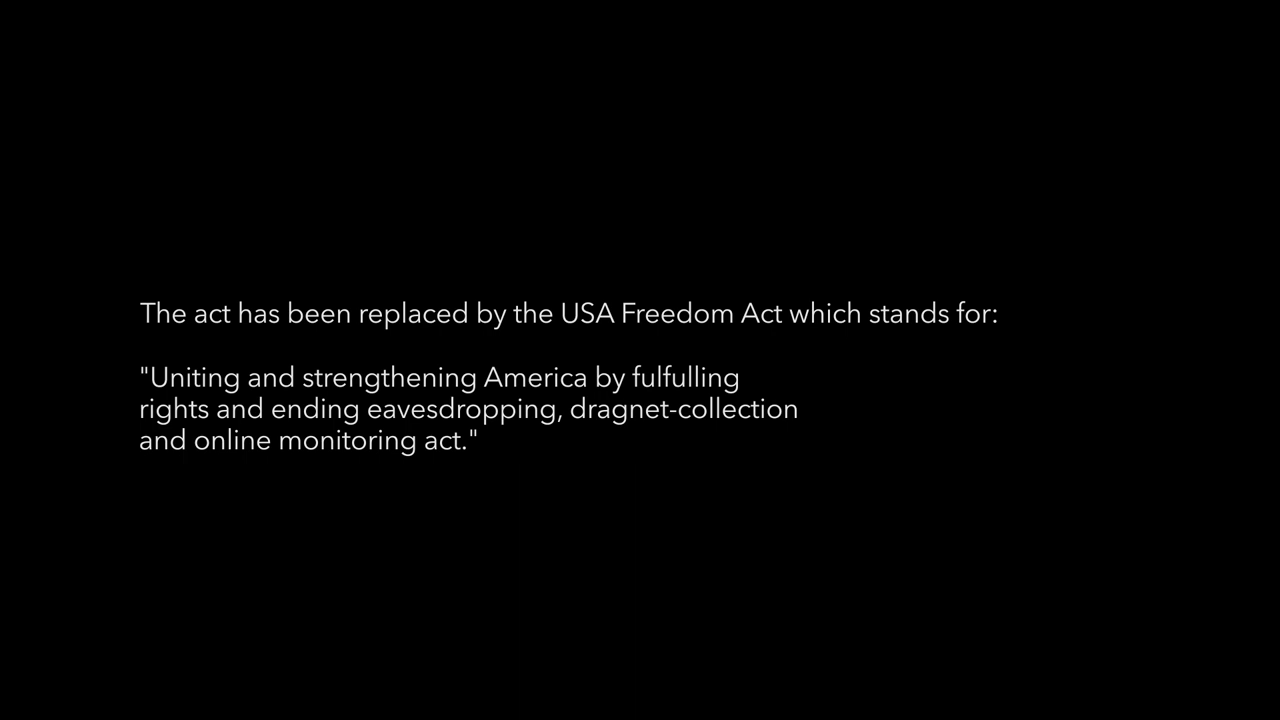 The act has been replaced by the USA Freedom Act which stands for:
"Uniting and strengthening America by fulfulling
rights and ending eavesdropping, dragnet-collection
and online monitoring act."